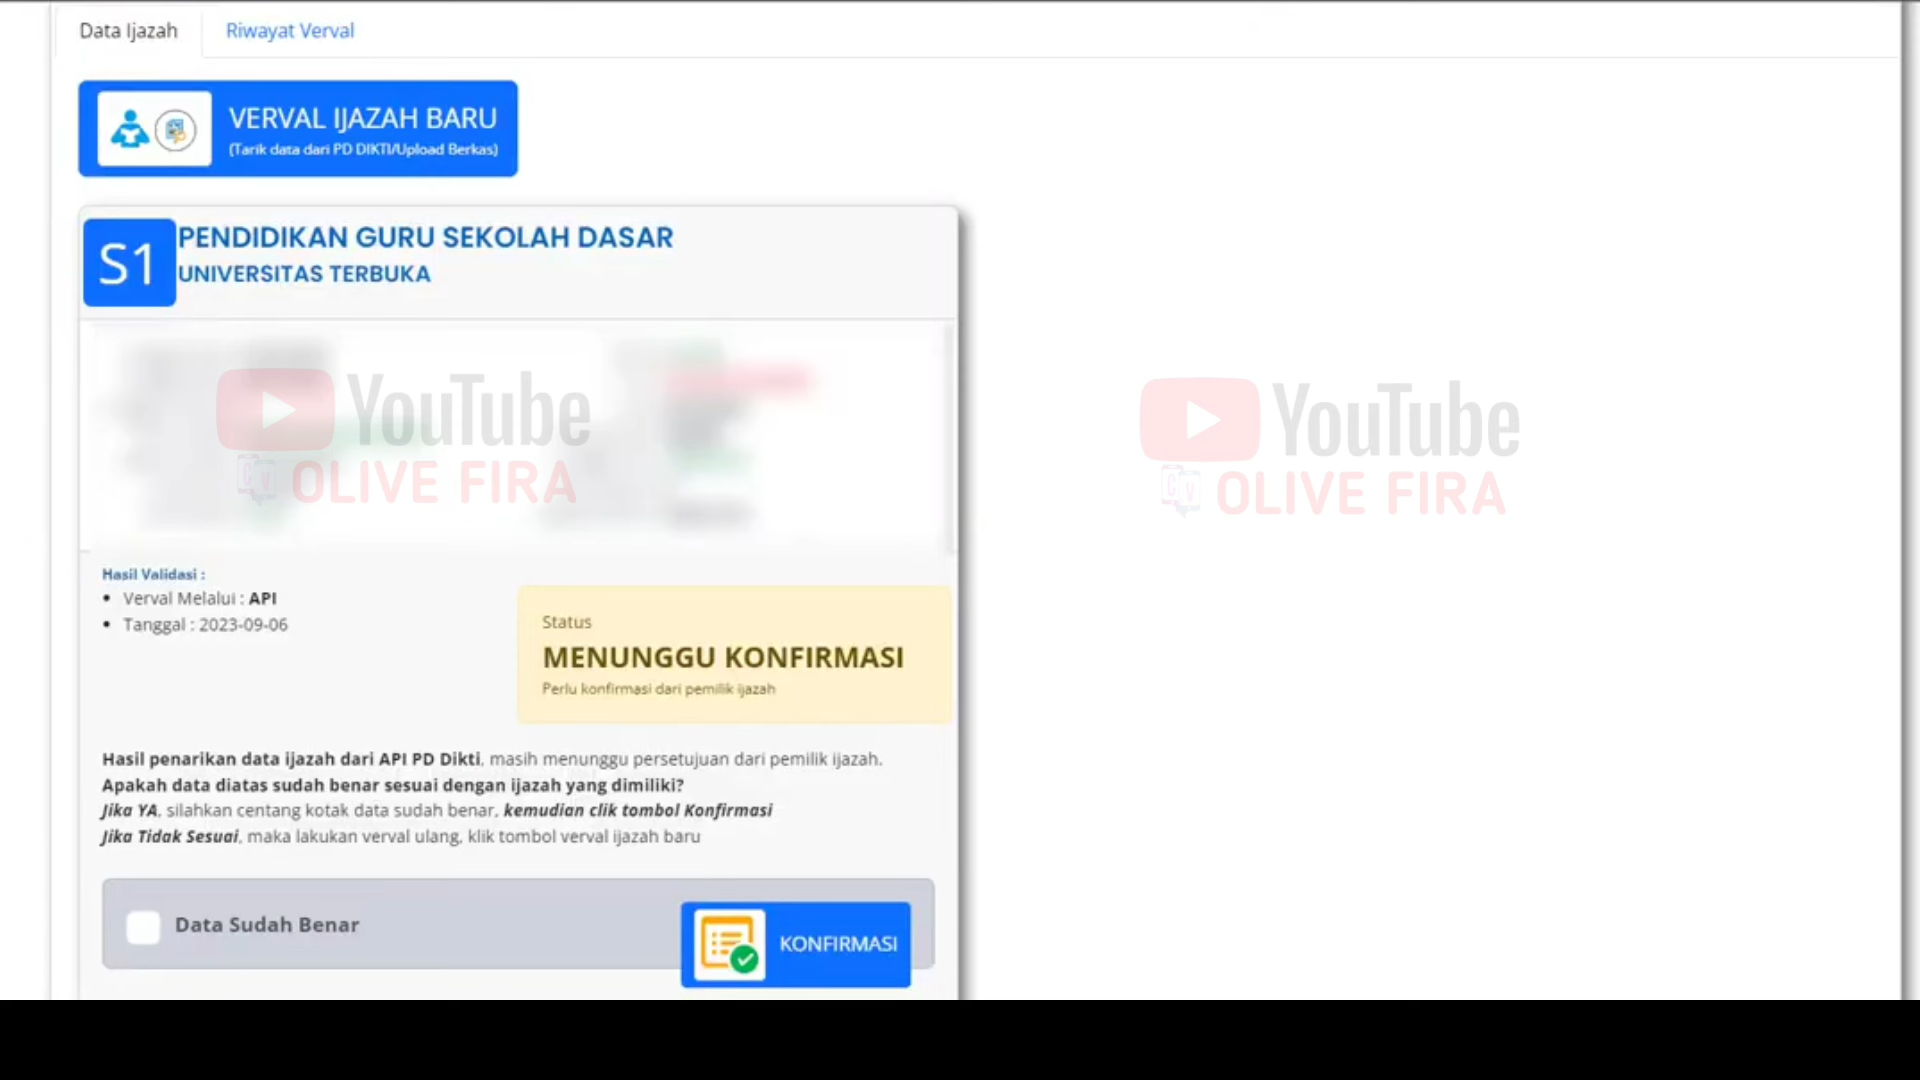 Data Ijazah
Riwayat Verval
VERVAL IJAZAH BARU
(Tarik data dari PD DIKTI/Upload Berkas)
S1
PENDIDIKAN GURU SEKOLAH DASAR
UNIVERSITAS TERBUKA
YouTube
OLIVE FIRA
YouTube
OLIVE FIRA
Hasil Validasi :
• Verval Melalui : API
• Tanggal : 2023-09-06
Status
MENUNGGU KONFIRMASI
Perlu konfirmasi dari pemilik ijazah
Hasil penarikan data ijazah dari API PD Dikti, masih menunggu persetujuan dari pemilik ijazah.
Apakah data diatas sudah benar sesuai dengan ijazah yang dimiliki?
Jika YA, silahkan centang kotak data sudah benar, kemudian clik tombol Konfirmasi
Jika Tidak Sesuai, maka lakukan verval ulang, klik tombol verval ijazah baru
Data Sudah Benar
KONFIRMASI